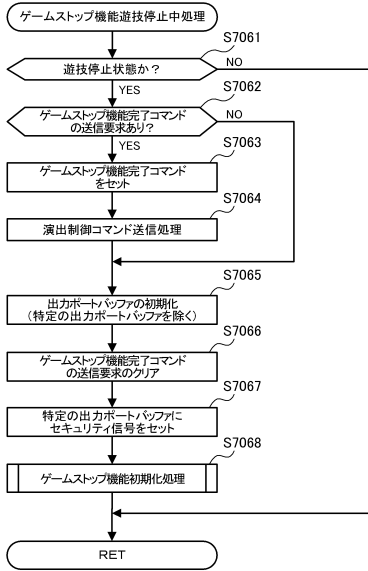 ゲームストップ機能遊技停止中処理
S7061
遊技停止状態か？
NO
YES
S7062
ゲームストップ機能完了コマンド
の送信要求あり？
NO
YES
S7063
ゲームストップ機能完了コマンド
をセット
S7064
演出制御コマンド送信処理
S7065
出力ポートバッファの初期化
（特定の出力ポートバッファを除く）
S7066
ゲームストップ機能完了コマンド
の送信要求のクリア
S7067
特定の出力ポートバッファに
セキュリティ信号をセット
S7068
ゲームストップ機能初期化処理
RET